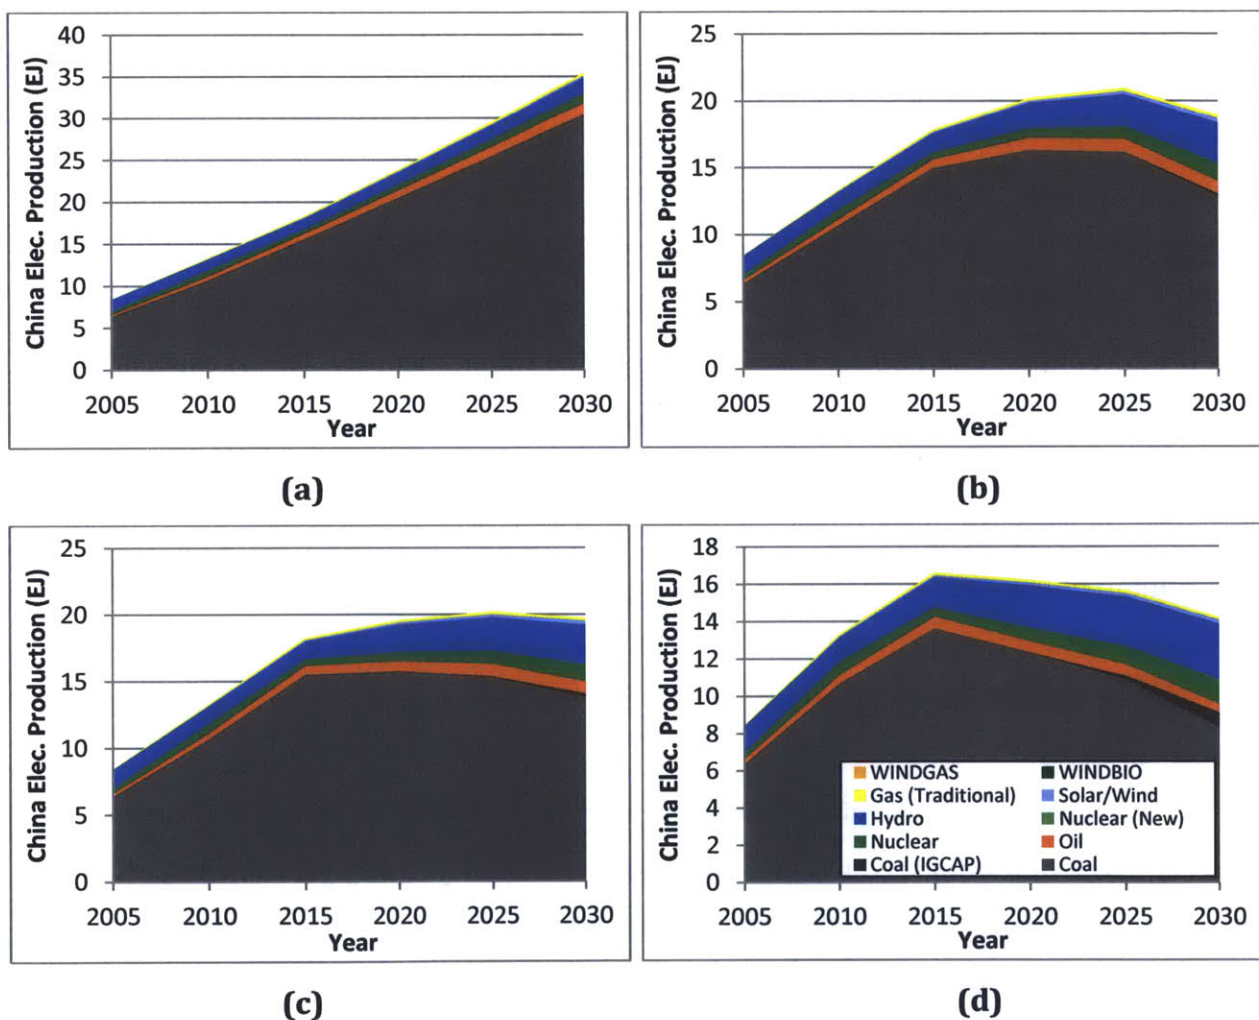 China Elec. Production (EJ)
40
35
30
25
20
15
10
5
0
2005 2010 2015 2020 2025 2030
Year
(a)
China Elec. Production (EJ)
25
20
15
10
5
0
2005 2010 2015 2020 2025 2030
Year
(b)
China Elec. Production (EJ)
25
20
15
10
5
0
2005 2010 2015 2020 2025 2030
Year
(c)
China Elec. Production (EJ)
18
16
14
12
10
8
6
4
2
0
WINDGAS WINDBIO
Gas (Traditional) Solar/Wind
Hydro Nuclear (New)
Nuclear Oil
Coal (IGCAP) Coal
2005 2010 2015 2020 2025 2030
Year
(d)